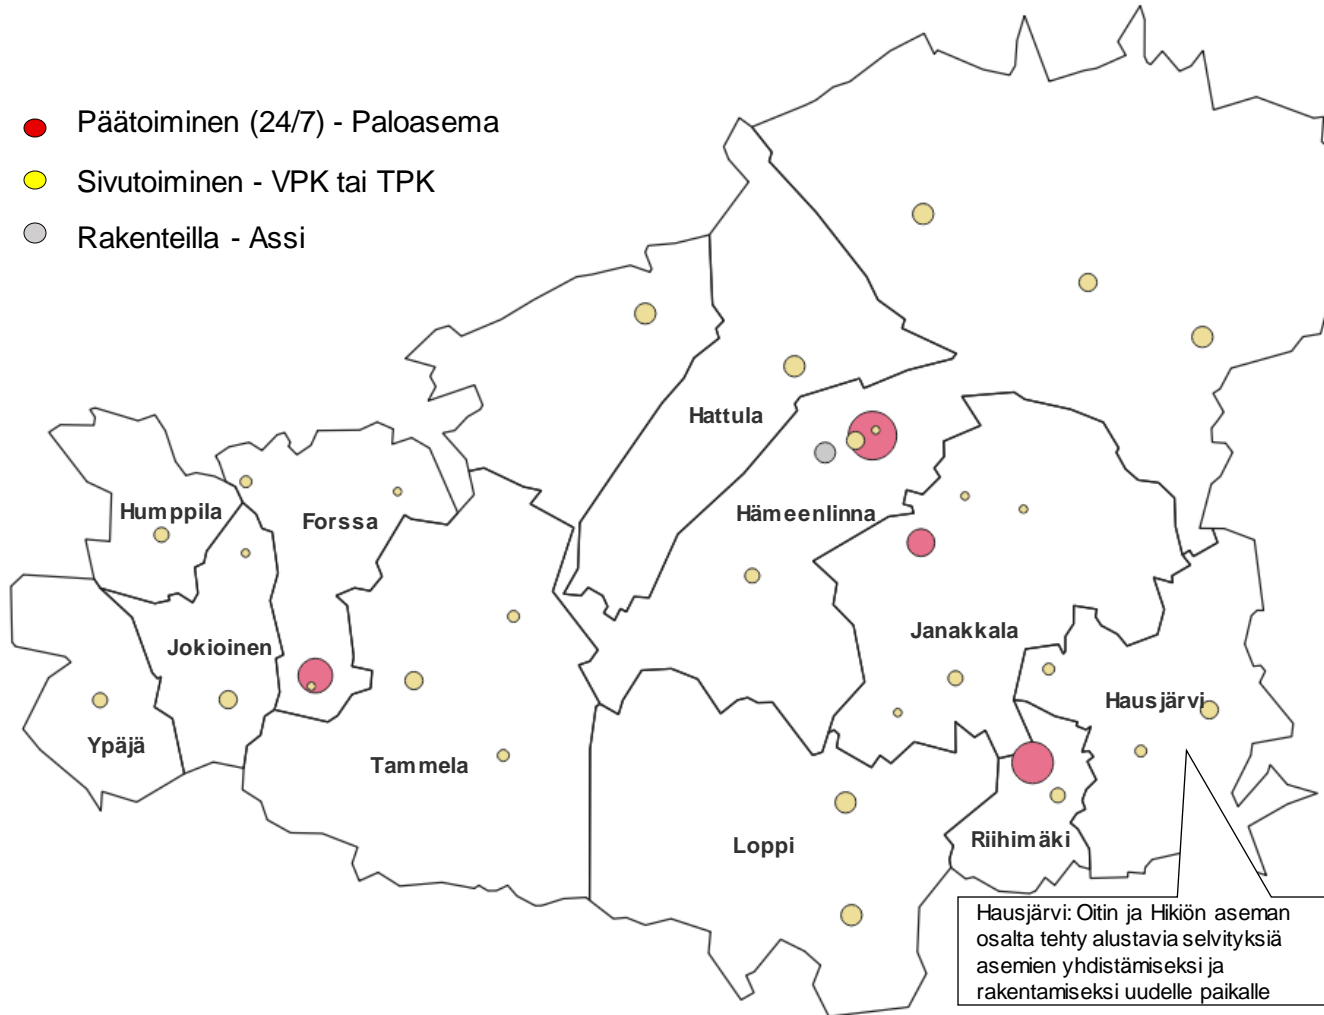 Päätoiminen (24/7) - Paloasema
Sivutoiminen - VPK tai TPK
Rakenteilla - Assi
Hattula
Humppila
Forssa
Hämeenlinna
Jokioinen
Janakkala
Hausjärvi
Ypäjä
Tammela
Loppi
Riihimäki
Hausjärvi: Oitin ja Hikiön aseman
osalta tehty alustavia selvityksiä
asemien yhdistämiseksi ja
rakentamiseksi uudelle paikalle